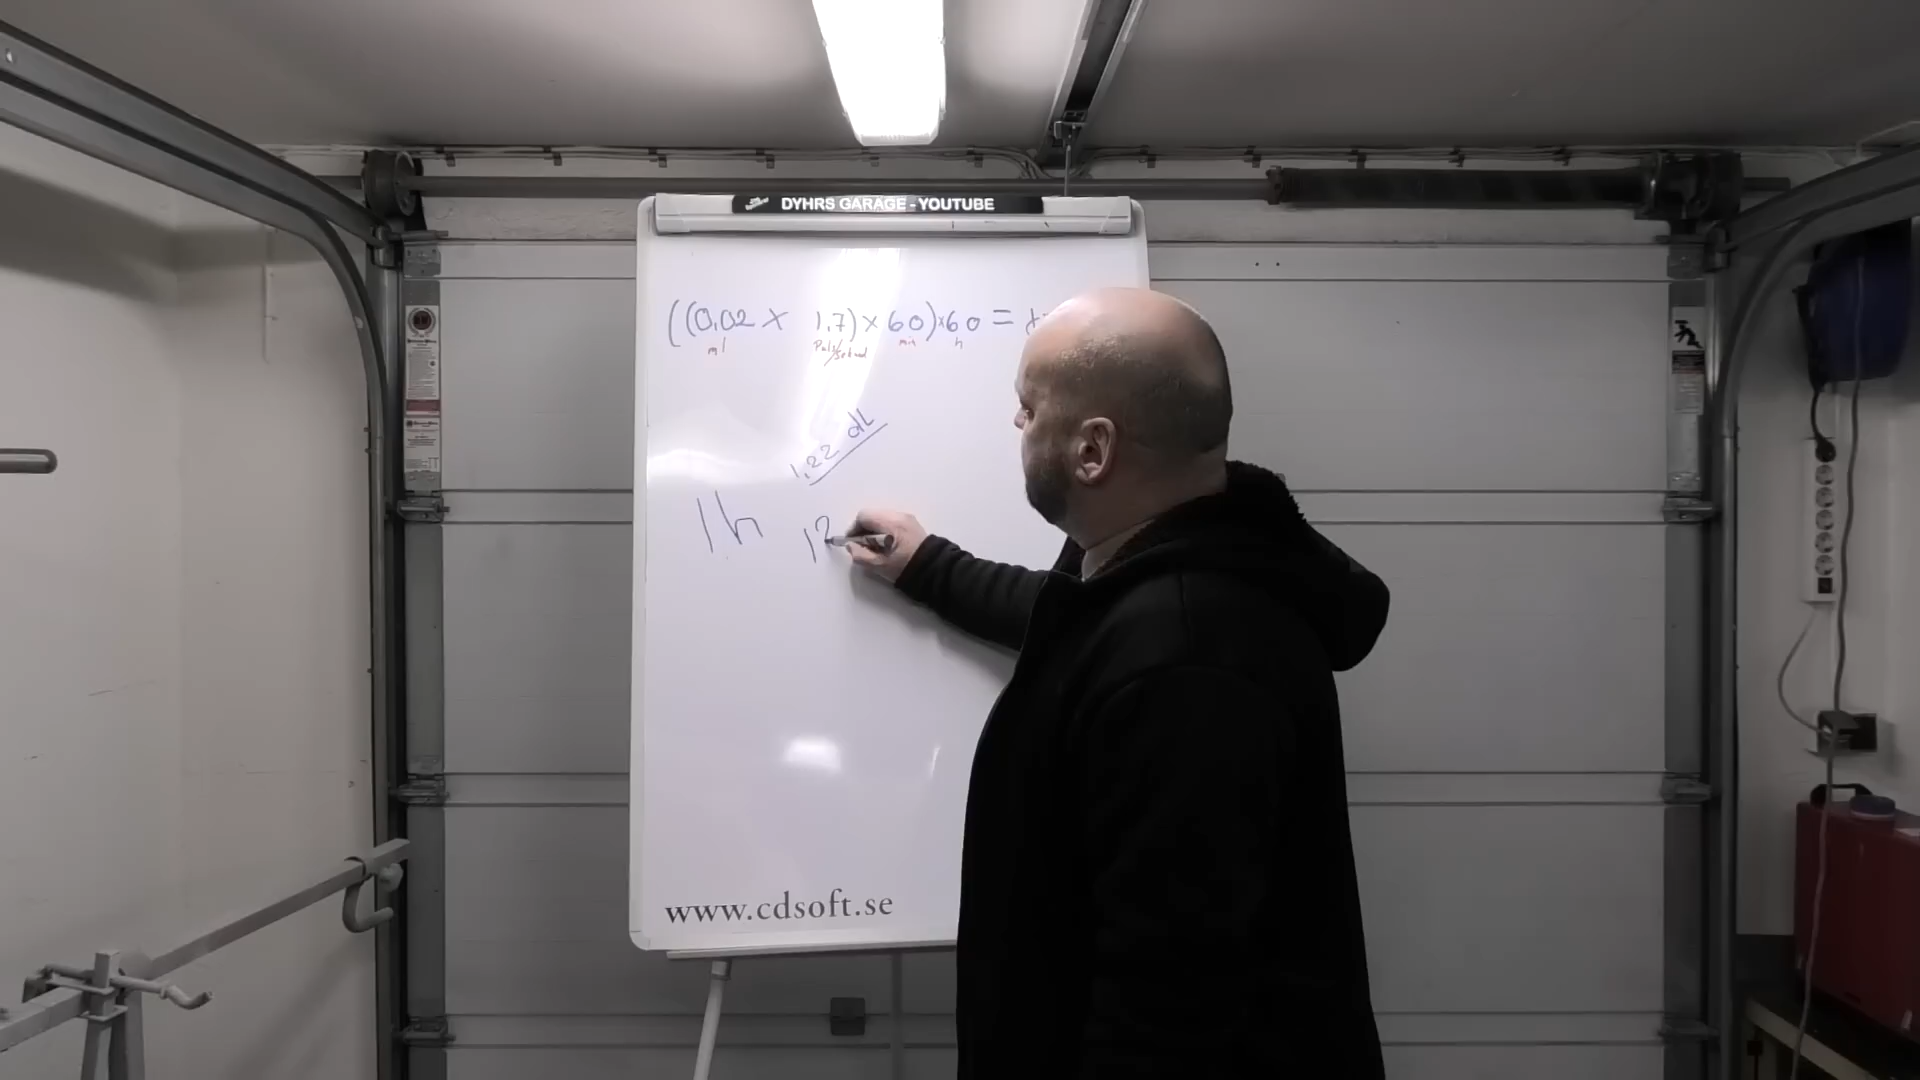 DYHRS GARAGE - YOUTUBE
((0,02 x 1,7) x 60) x 60 =
ml Puls/Sekund min h
1,22 dL
1h 12
www.cdsoft.se